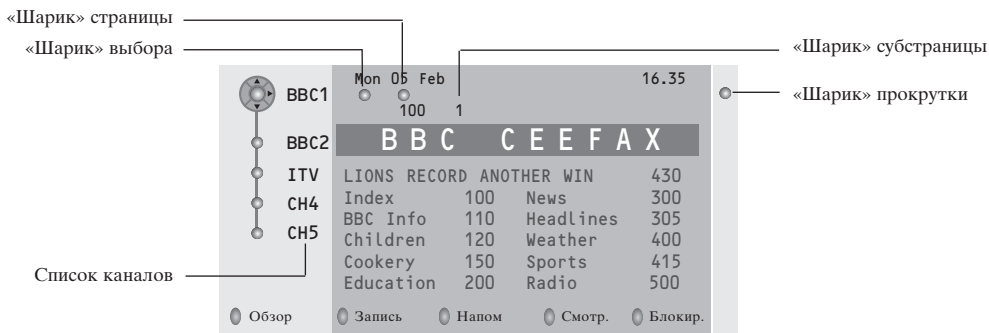 «Шарик» страницы
«Шарик» выбора
«Шарик» субстраницы
«Шарик» прокрутки
Mon 05 Feb 16.35
BBC1
100 1
BBC2
BBC CEEFAX
ITV
LIONS RECORD ANOTHER WIN 430
CH4
Index 100 News 300
BBC Info 110 Headlines 305
CH5
Children 120 Weather 400
Cookery 150 Sports 415
Список каналов
Education 200 Radio 500
Обзор Запись Напом Смотр. Блокир.